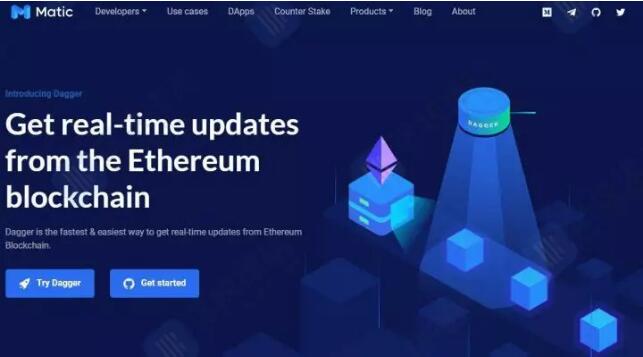 Matic
Developers
Use cases
DApps
Counter Stake
Products
Blog
About
Introducing Dagger
Get real-time updates
from the Ethereum
blockchain
Dagger is the fastest & easiest way to get real-time updates from Ethereum
Blockchain.
Try Dagger
Get started
DAGGER